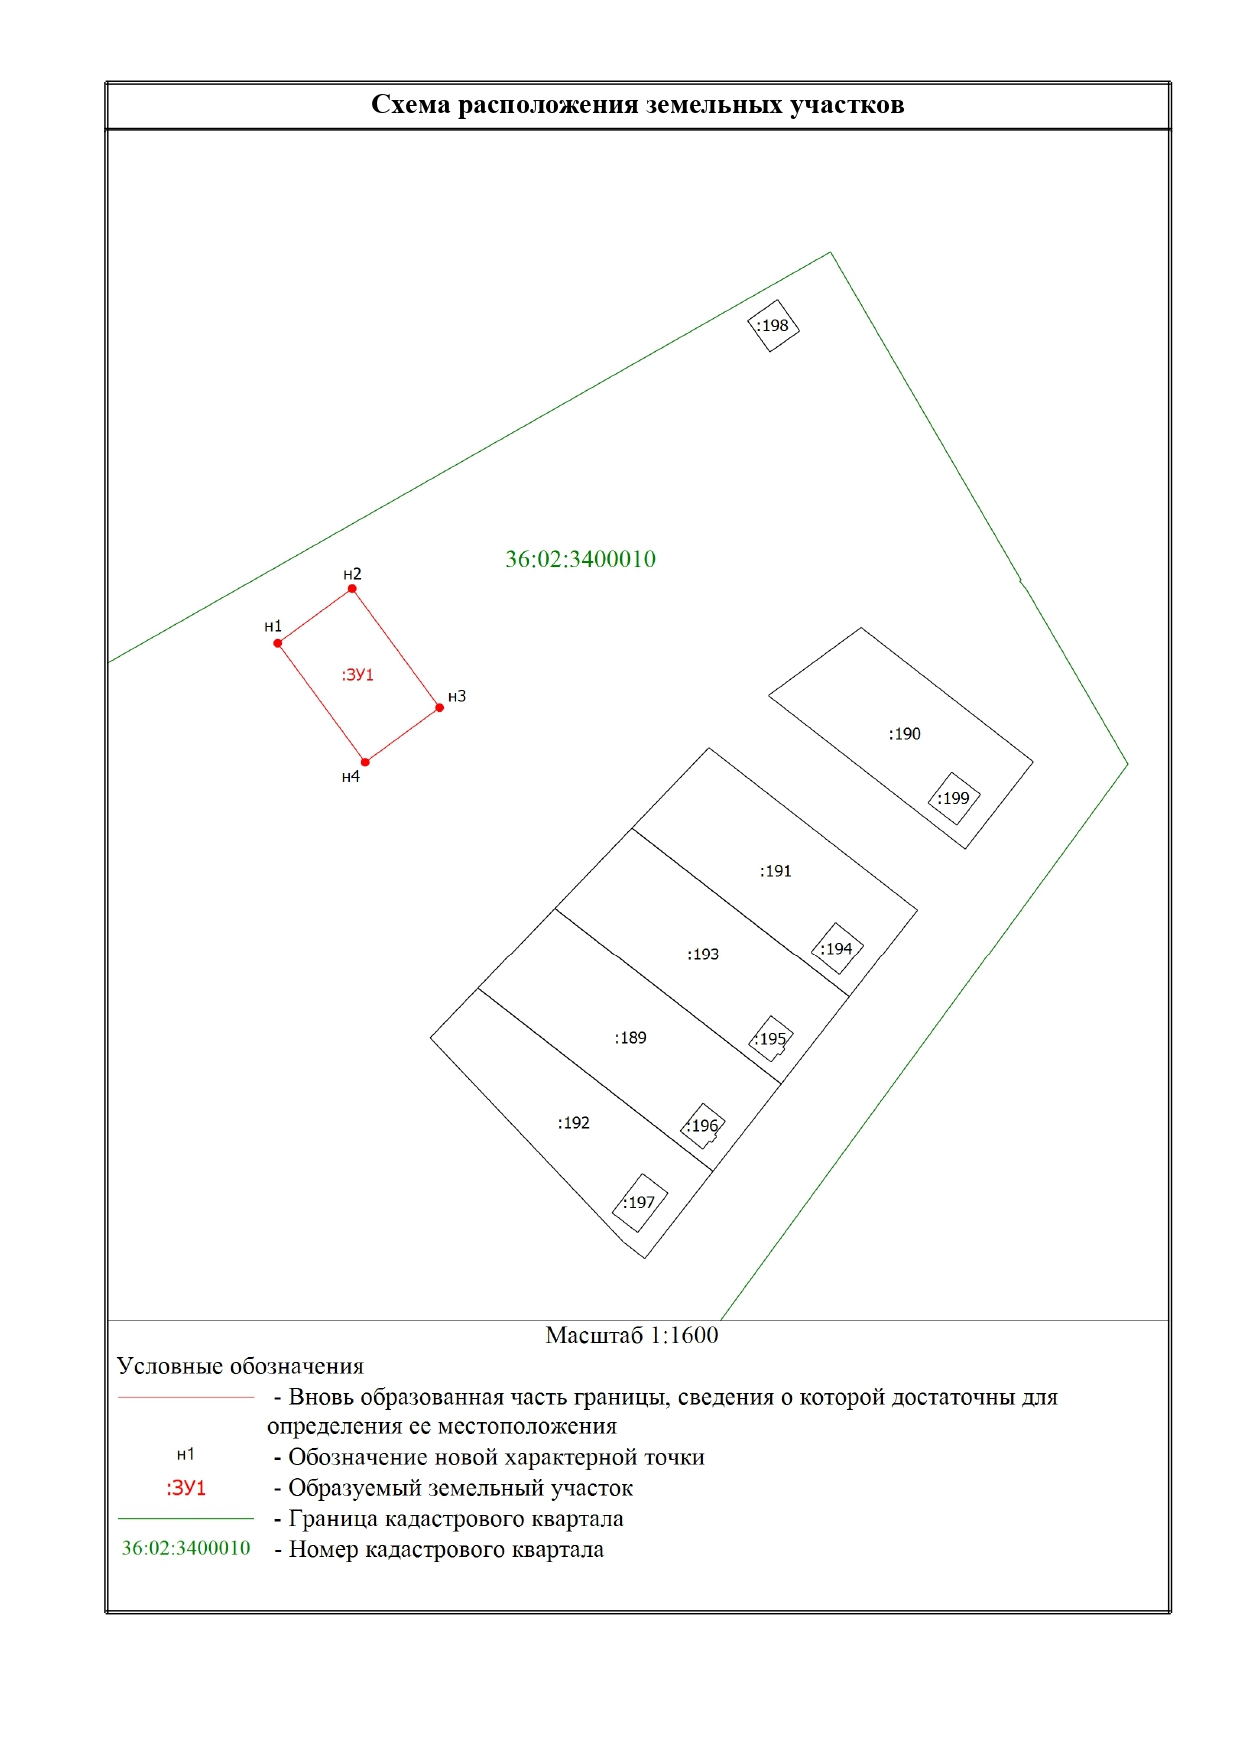 Схема расположения земельных участков
:198
36:02:3400010
н2
н1
:ЗУ1
н3
:190
н4
:199
:191
:194
:193
:195
:189
:192
:196
:197
Масштаб 1:1600
Условные обозначения
- Вновь образованная часть границы, сведения о которой достаточны для
определения ее местоположения
н1 - Обозначение новой характерной точки
:ЗУ1 - Образуемый земельный участок
- Граница кадастрового квартала
36:02:3400010 - Номер кадастрового квартала